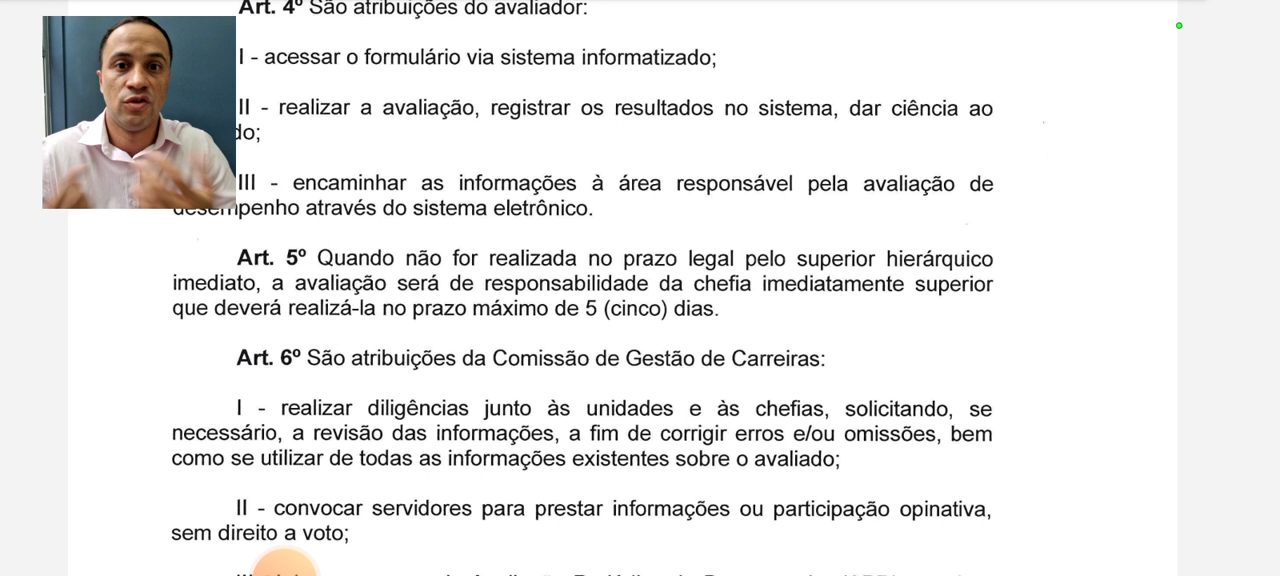 Art. 4º São atribuições do avaliador:
I - acessar o formulário via sistema informatizado;
II - realizar a avaliação, registrar os resultados no sistema, dar ciência ao
do;
III - encaminhar as informações à área responsável pela avaliação de
desempenho através do sistema eletrônico.
Art. 5º Quando não for realizada no prazo legal pelo superior hierárquico
imediato, a avaliação será de responsabilidade da chefia imediatamente superior
que deverá realizá-la no prazo máximo de 5 (cinco) dias.
Art. 6º São atribuições da Comissão de Gestão de Carreiras:
I - realizar diligências junto às unidades e às chefias, solicitando, se
necessário, a revisão das informações, a fim de corrigir erros e/ou omissões, bem
como se utilizar de todas as informações existentes sobre o avaliado;
II - convocar servidores para prestar informações ou participação opinativa,
sem direito a voto;